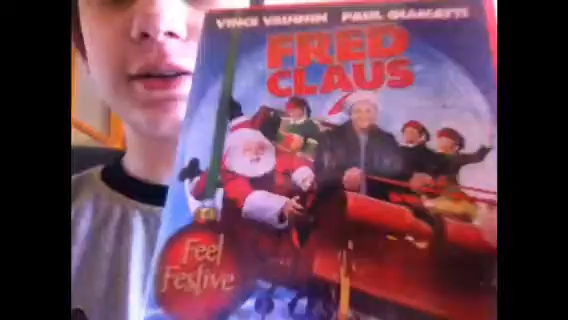 VINCE VAUGHN PAUL GIAMATTI
FRED
CLAUS
Feel
Festive